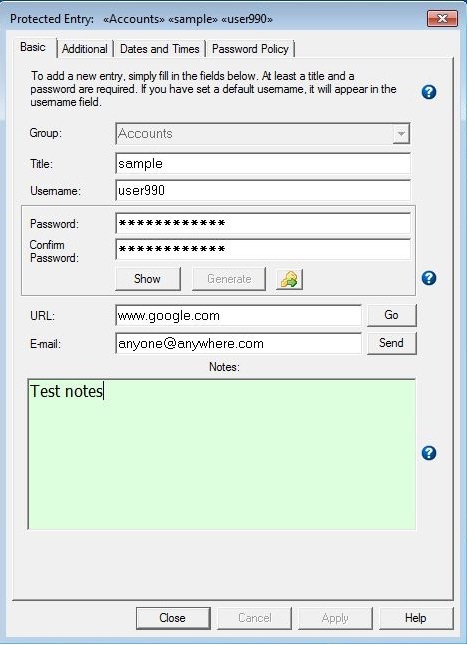 Protected Entry: «Accounts» «sample» «user990»
Basic Additional Dates and Times Password Policy
To add a new entry, simply fill in the fields below. At least a title and a
password are required. If you have set a default username, it will appear in the
username field.
Group: Accounts
Title: sample
Username: user990
Password: ************
Confirm
Password: ************
Show Generate
URL: www.google.com Go
E-mail: anyone@anywhere.com Send
Notes:
Test notes
Close Cancel Apply Help